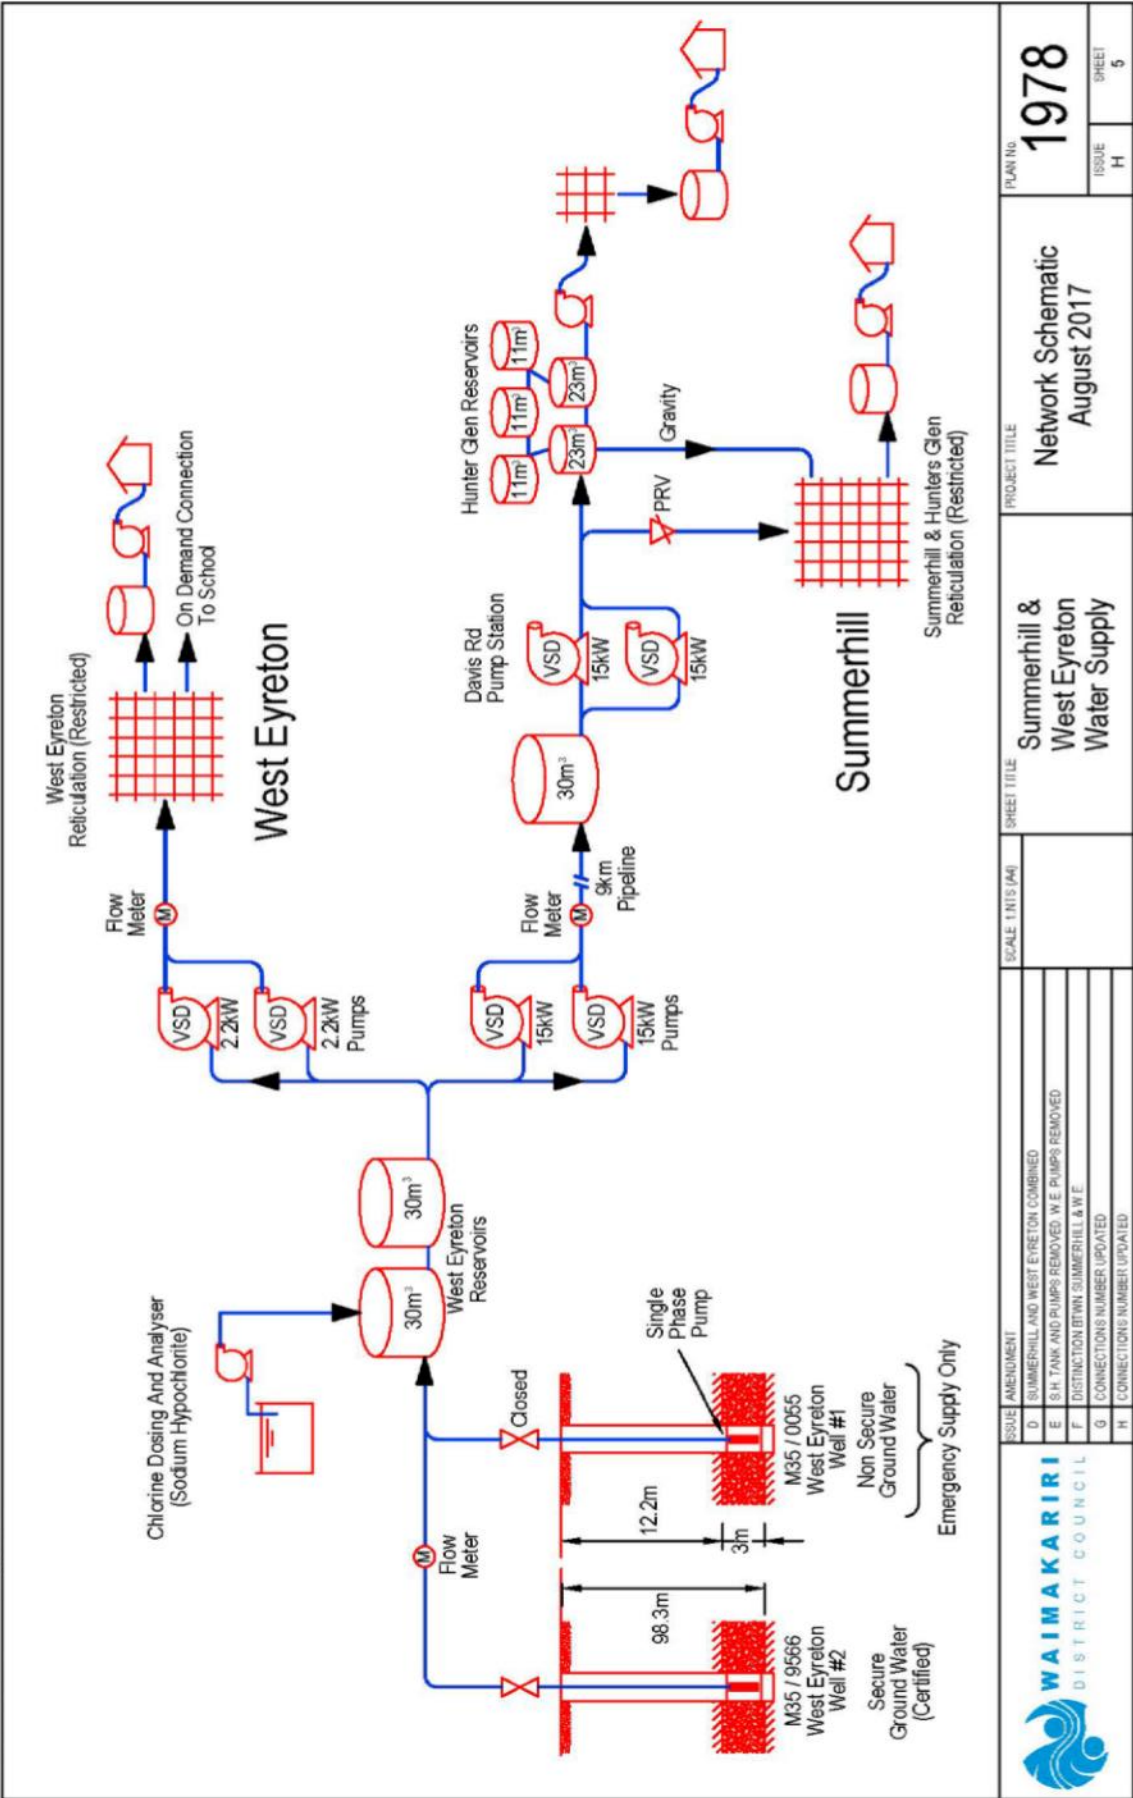 Chlorine Dosing And Analyser
(Sodium Hypochlorite)
30m³
30m³
West Eyreton
Reservoirs
M
Flow
Meter
Closed
98.3m
12.2m
3m
Single
Phase
Pump
M35 / 9566
West Eyreton
Well #2
Secure
Ground Water
(Certified)
M35 / 0055
West Eyreton
Well #1
Non Secure
Ground Water
Emergency Supply Only
VSD
2.2kW
VSD
2.2kW
Pumps
Flow
Meter
M
West Eyreton
Reticulation (Restricted)
On Demand Connection
To School
West Eyreton
VSD
15kW
VSD
15kW
Pumps
Flow
Meter
M
9km
Pipeline
30m³
Davis Rd
Pump Station
VSD
15kW
VSD
15kW
Hunter Glen Reservoirs
11m³
11m³
11m³
23m³
23m³
PRV
Gravity
Summerhill
Summerhill & Hunters Glen
Reticulation (Restricted)
WAIMAKARIRI
DISTRICT COUNCIL
ISSUE AMENDMENT
D SUMMERHILL AND WEST EYRETON COMBINED
E S.H. TANK AND PUMPS REMOVED W.E. PUMPS REMOVED
F DISTINCTION BTWN SUMMERHILL & W.E
G CONNECTIONS NUMBER UPDATED
H CONNECTIONS NUMBER UPDATED
SCALE 1:NTS (A4)
SHEET TITLE
Summerhill &
West Eyreton
Water Supply
PROJECT TITLE
Network Schematic
August 2017
PLAN No.
1978
ISSUE
H
SHEET
5